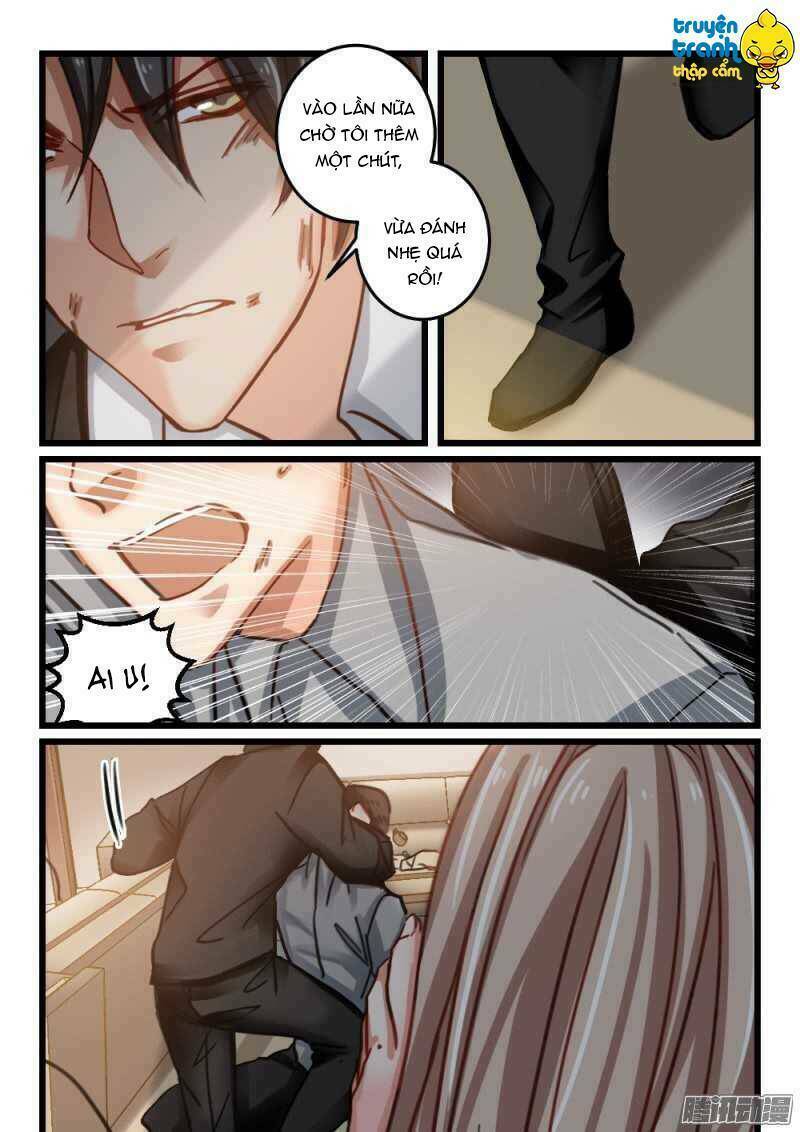 truyện
tranh
thập cẩm
VÀO LẦN NỮA
CHỜ TÔI THÊM
MỘT CHÚT,
VỪA ĐÁNH
NHẸ QUÁ
RỒI!
AI U!
腾讯动漫